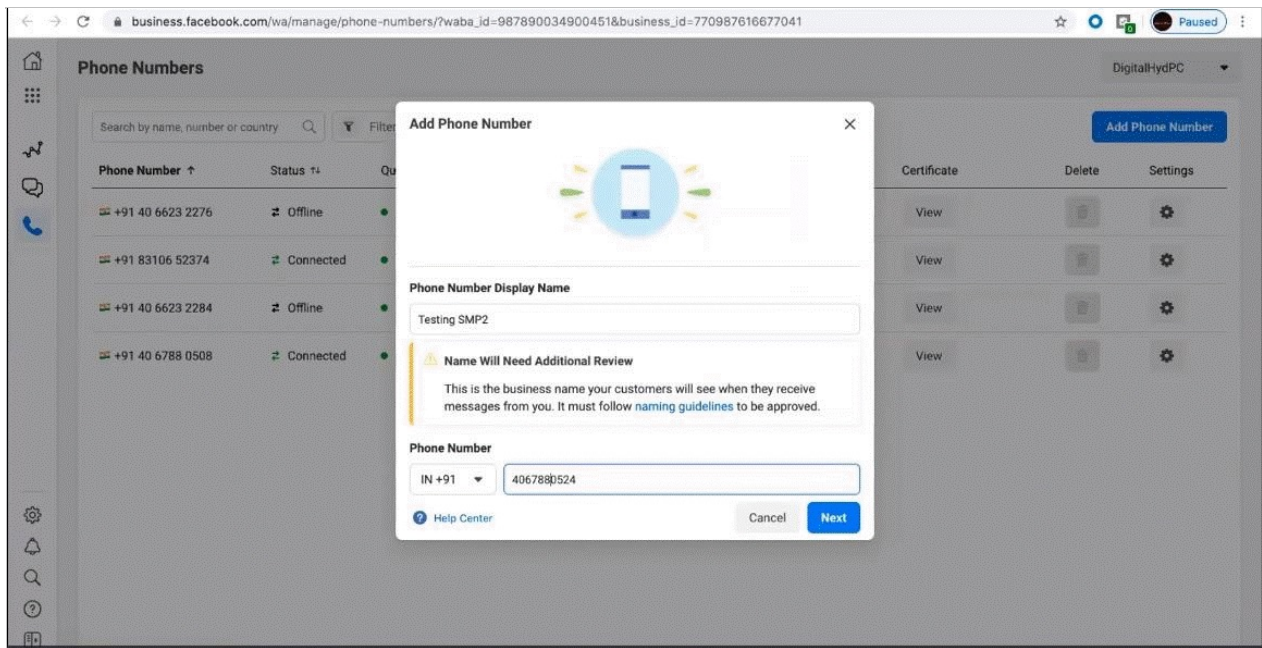 business.facebook.com/wa/manage/phone-numbers/?waba_id=987890034900451&business_id=770987616677041
Paused
Phone Numbers
DigitalHydPC
Search by name, number or country
Filter
Add Phone Number
Phone Number ↑ Status ↑↓ Qu Certificate Delete Settings
+91 40 6623 2276 Offline View
+91 83106 52374 Connected View
+91 40 6623 2284 Offline View
+91 40 6788 0508 Connected View
Add Phone Number
Phone Number Display Name
Testing SMP2
Name Will Need Additional Review
This is the business name your customers will see when they receive
messages from you. It must follow naming guidelines to be approved.
Phone Number
IN +91 4067880524
Help Center Cancel Next